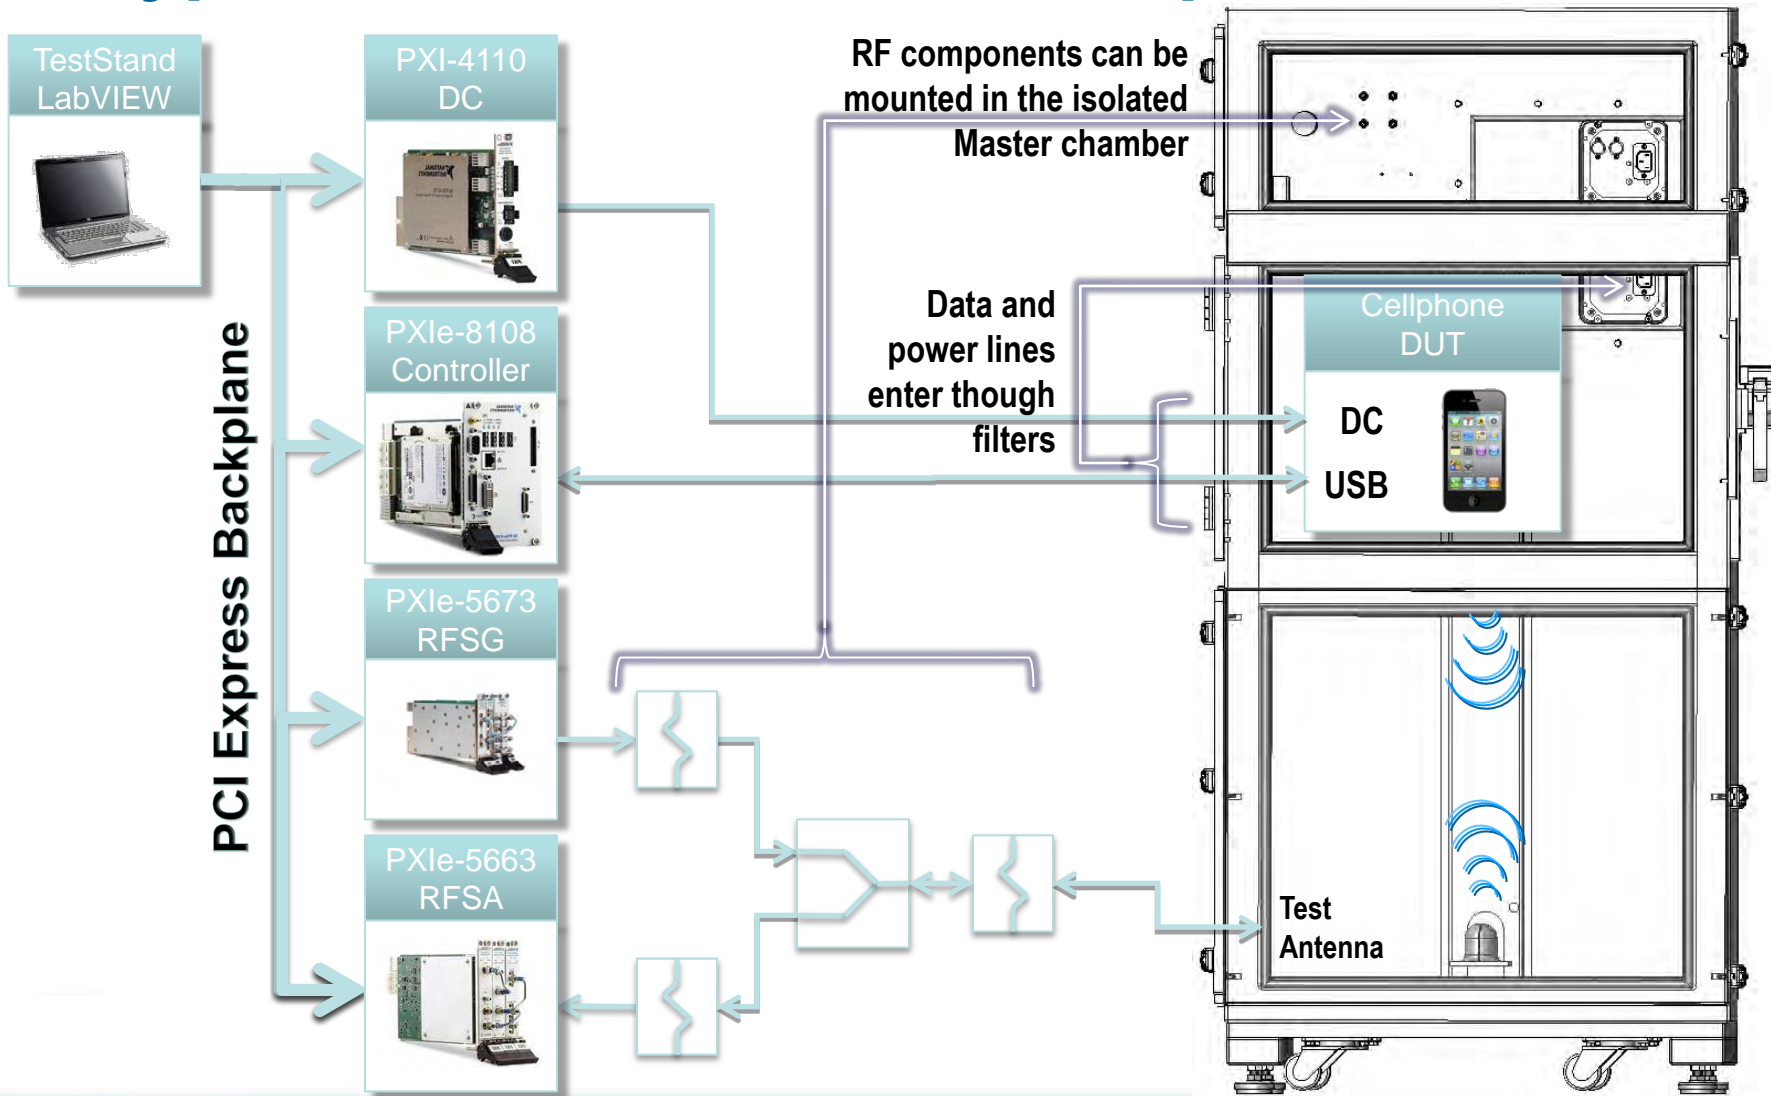 TestStand
LabVIEW
PXI-4110
DC
RF components can be
mounted in the isolated
Master chamber
PXIe-8108
Controller
Data and
power lines
enter though
filters
Cellphone
DUT
DC
USB
PCI Express Backplane
PXIe-5673
RFSG
PXIe-5663
RFSA
Test
Antenna